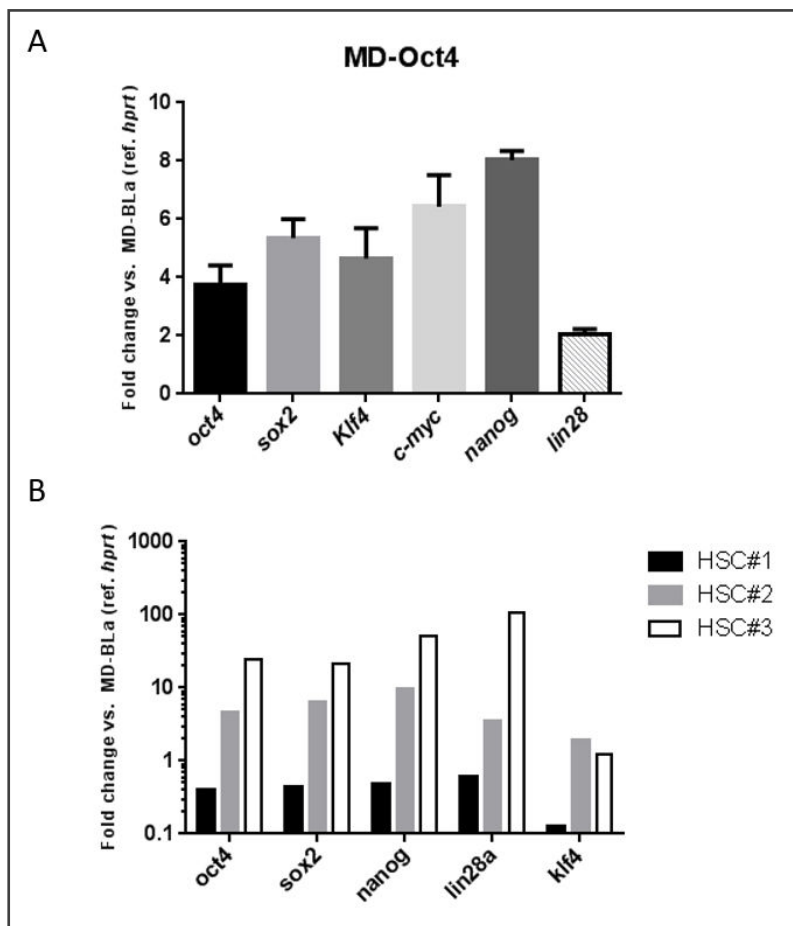 A
MD-Oct4
Fold change vs. MD-BLa (ref. hprt)
10
8
6
4
2
0
oct4
sox2
Klf4
c-myc
nanog
lin28
B
Fold change vs. MD-BLa (ref. hprt)
1000
100
10
1
0.1
oct4
sox2
nanog
lin28a
klf4
HSC#1
HSC#2
HSC#3